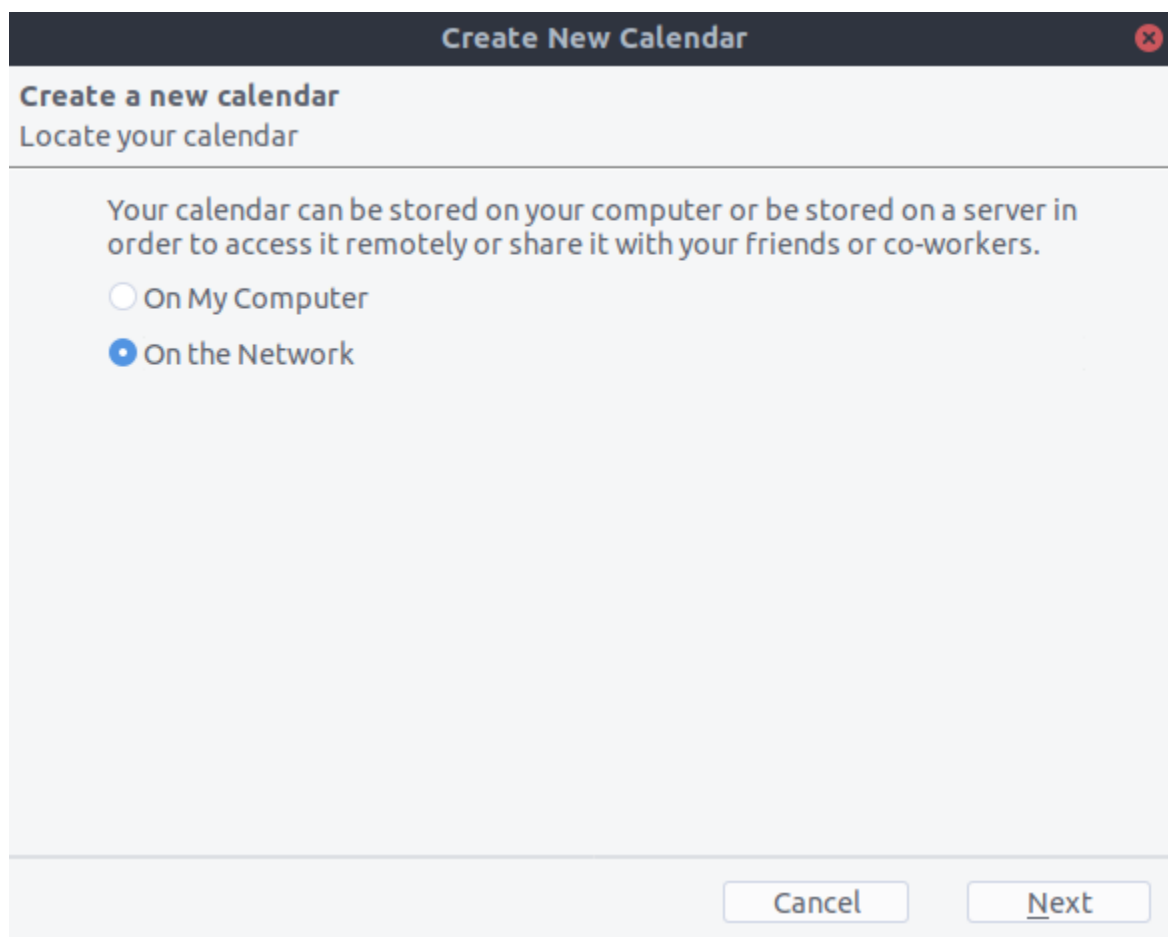 Create New Calendar
Create a new calendar
Locate your calendar
Your calendar can be stored on your computer or be stored on a server in
order to access it remotely or share it with your friends or co-workers.
On My Computer
On the Network
Cancel
Next